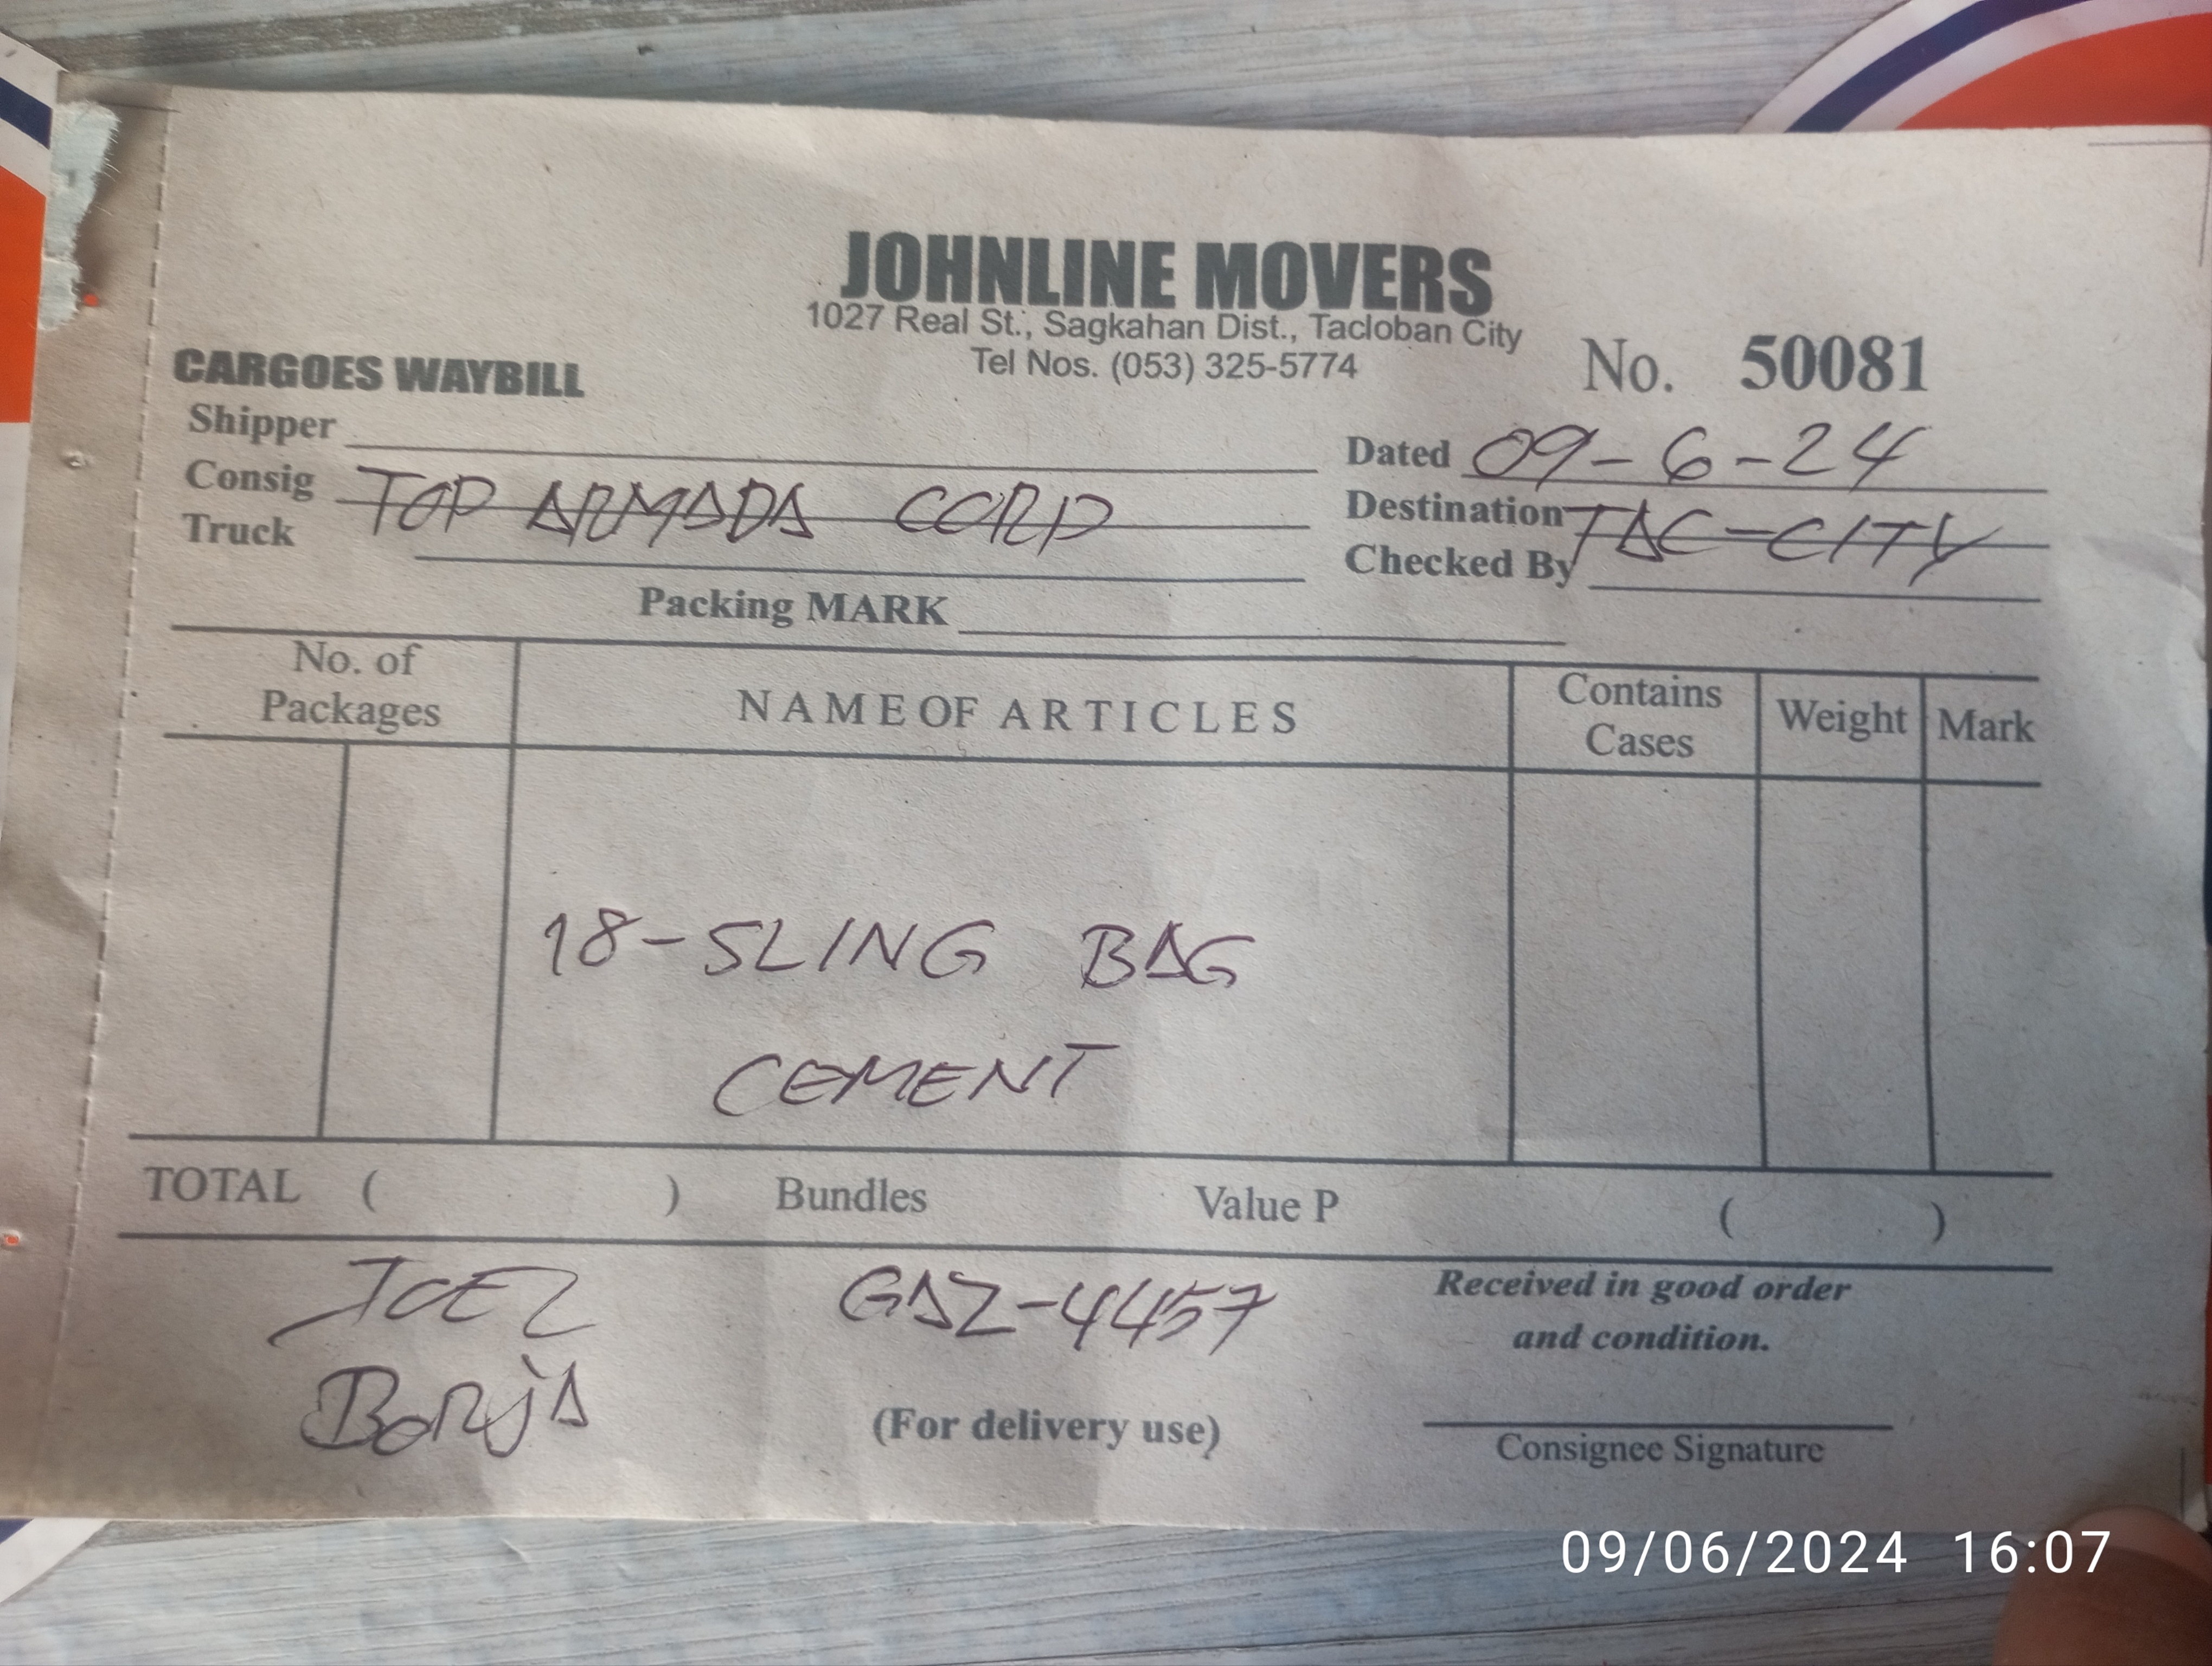 JOHNLINE MOVERS
1027 Real St., Sagkahan Dist., Tacloban City
Tel Nos. (053) 325-5774
CARGOES WAYBILL
No. 50081
Shipper
Dated 09-6-24
Consig TOP ARMADA CORP
Destination TAC-CITY
Truck
Checked By
Packing MARK
No. of Packages
NAME OF ARTICLES
Contains Cases
Weight
Mark
18-SLING BAG
CEMENT
TOTAL ( ) Bundles Value P ( )
JOEL
BORJA
GAZ-4457
(For delivery use)
Received in good order
and condition.
Consignee Signature
09/06/2024 16:07